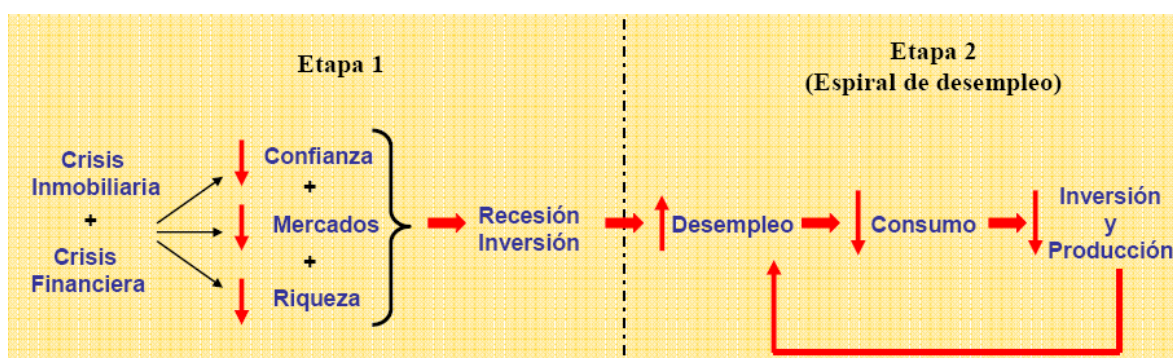 Etapa 1
Crisis
Inmobiliaria
+
Crisis
Financiera
Confianza
+
Mercados
+
Riqueza
Recesión
Inversión
Etapa 2
(Espiral de desempleo)
Desempleo
Consumo
Inversión
y
Producción